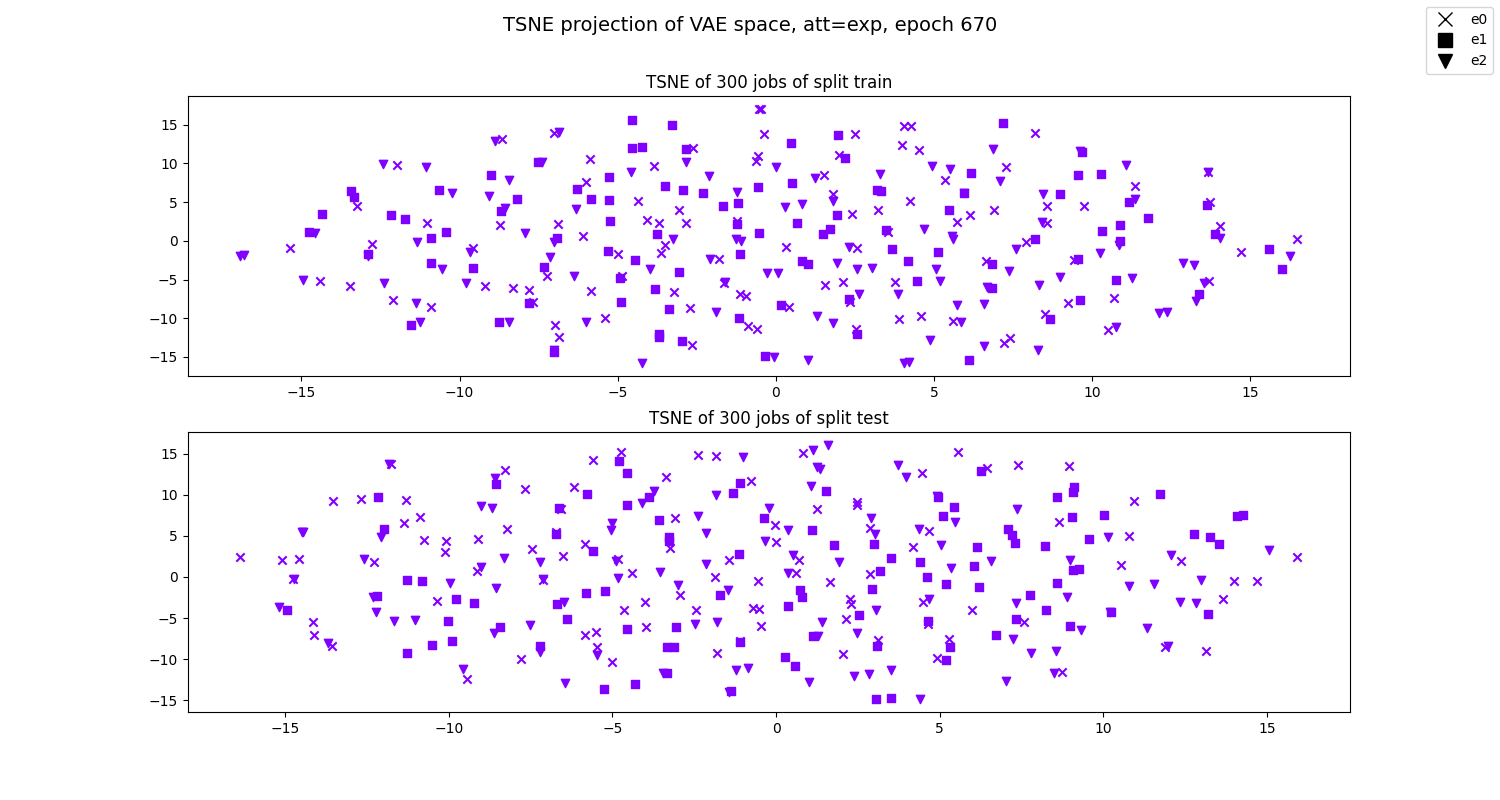 TSNE projection of VAE space, att=exp, epoch 670
e0
e1
e2
TSNE of 300 jobs of split train
15
10
5
0
−5
−10
−15
−15 −10 −5 0 5 10 15
TSNE of 300 jobs of split test
15
10
5
0
−5
−10
−15
−15 −10 −5 0 5 10 15